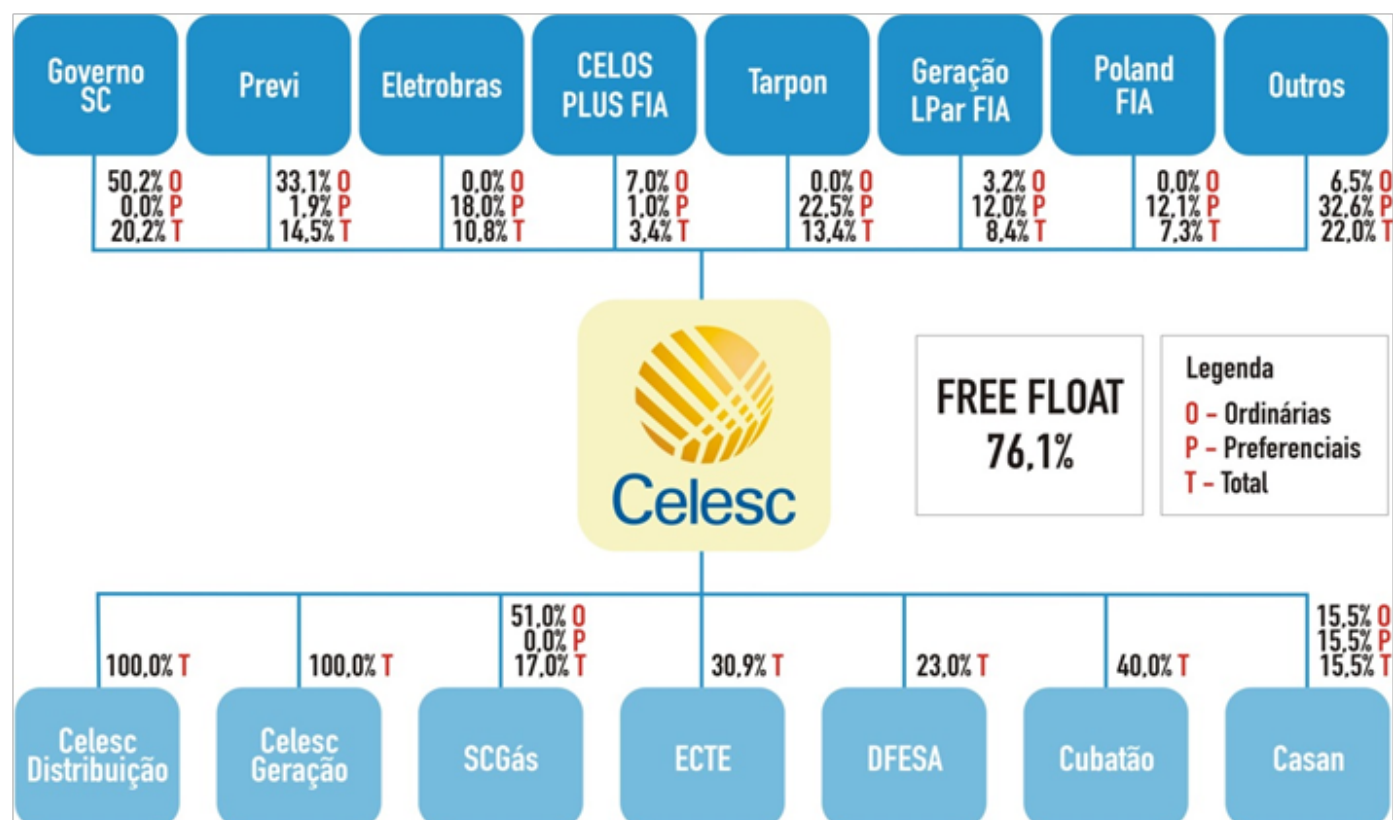 Governo
SC
Previ
Eletrobras
CELOS
PLUS FIA
Tarpon
Geração
LPar FIA
Poland
FIA
Outros
50,2% O
0,0% P
20,2% T
33,1% O
1,9% P
14,5% T
0,0% O
18,0% P
10,8% T
7,0% O
1,0% P
3,4% T
0,0% O
22,5% P
13,4% T
3,2% O
12,0% P
8,4% T
0,0% O
12,1% P
7,3% T
6,5% O
32,6% P
22,0% T
Celesc
FREE FLOAT
76,1%
Legenda
O - Ordinárias
P - Preferenciais
T - Total
100,0% T
100,0% T
51,0% O
0,0% P
17,0% T
30,9% T
23,0% T
40,0% T
15,5% O
15,5% P
15,5% T
Celesc
Distribuição
Celesc
Geração
SCGás
ECTE
DFESA
Cubatão
Casan